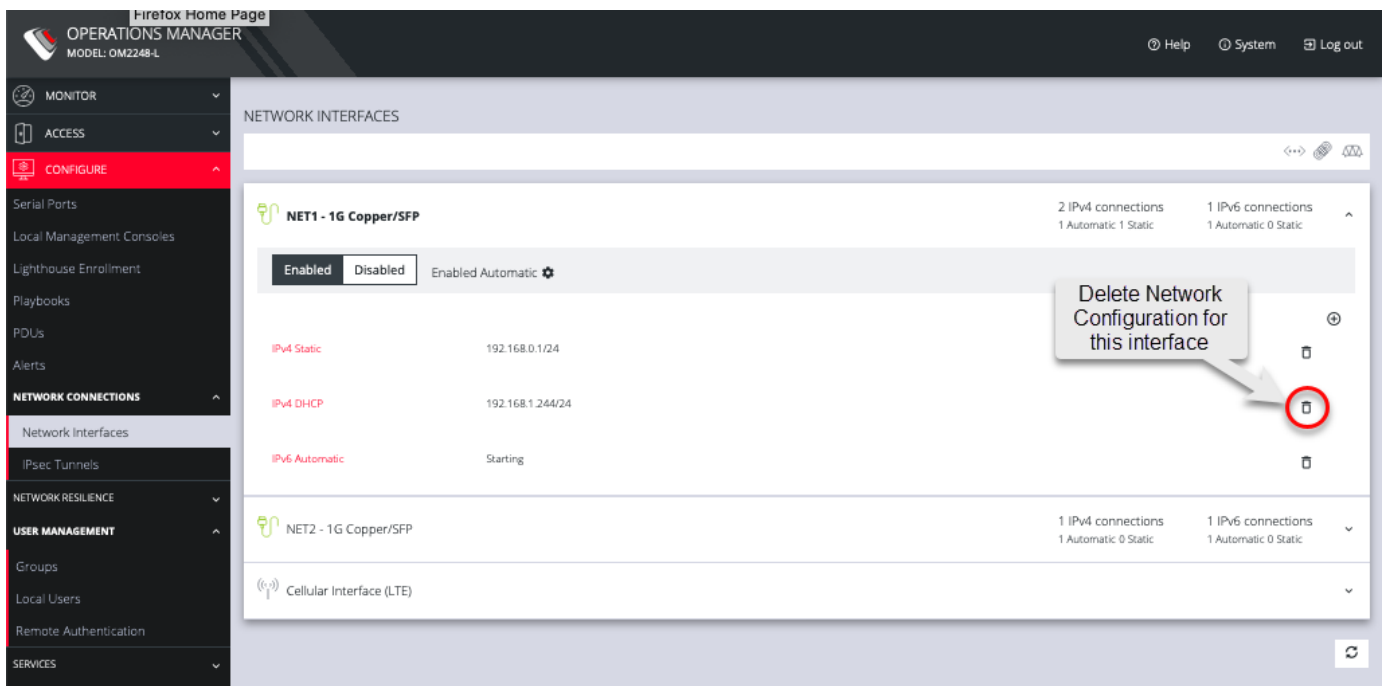 Firefox Home Page
OPERATIONS MANAGER
MODEL: OM2248-L
Help
System
Log out
MONITOR
ACCESS
CONFIGURE
Serial Ports
Local Management Consoles
Lighthouse Enrollment
Playbooks
PDUs
Alerts
NETWORK CONNECTIONS
Network Interfaces
IPsec Tunnels
NETWORK RESILIENCE
USER MANAGEMENT
Groups
Local Users
Remote Authentication
SERVICES
NETWORK INTERFACES
NET1 - 1G Copper/SFP
2 IPv4 connections
1 Automatic 1 Static
1 IPv6 connections
1 Automatic 0 Static
Enabled
Disabled
Enabled Automatic
Delete Network
Configuration for
this interface
IPv4 Static
192.168.0.1/24
IPv4 DHCP
192.168.1.244/24
IPv6 Automatic
Starting
NET2 - 1G Copper/SFP
1 IPv4 connections
1 Automatic 0 Static
1 IPv6 connections
1 Automatic 0 Static
Cellular Interface (LTE)